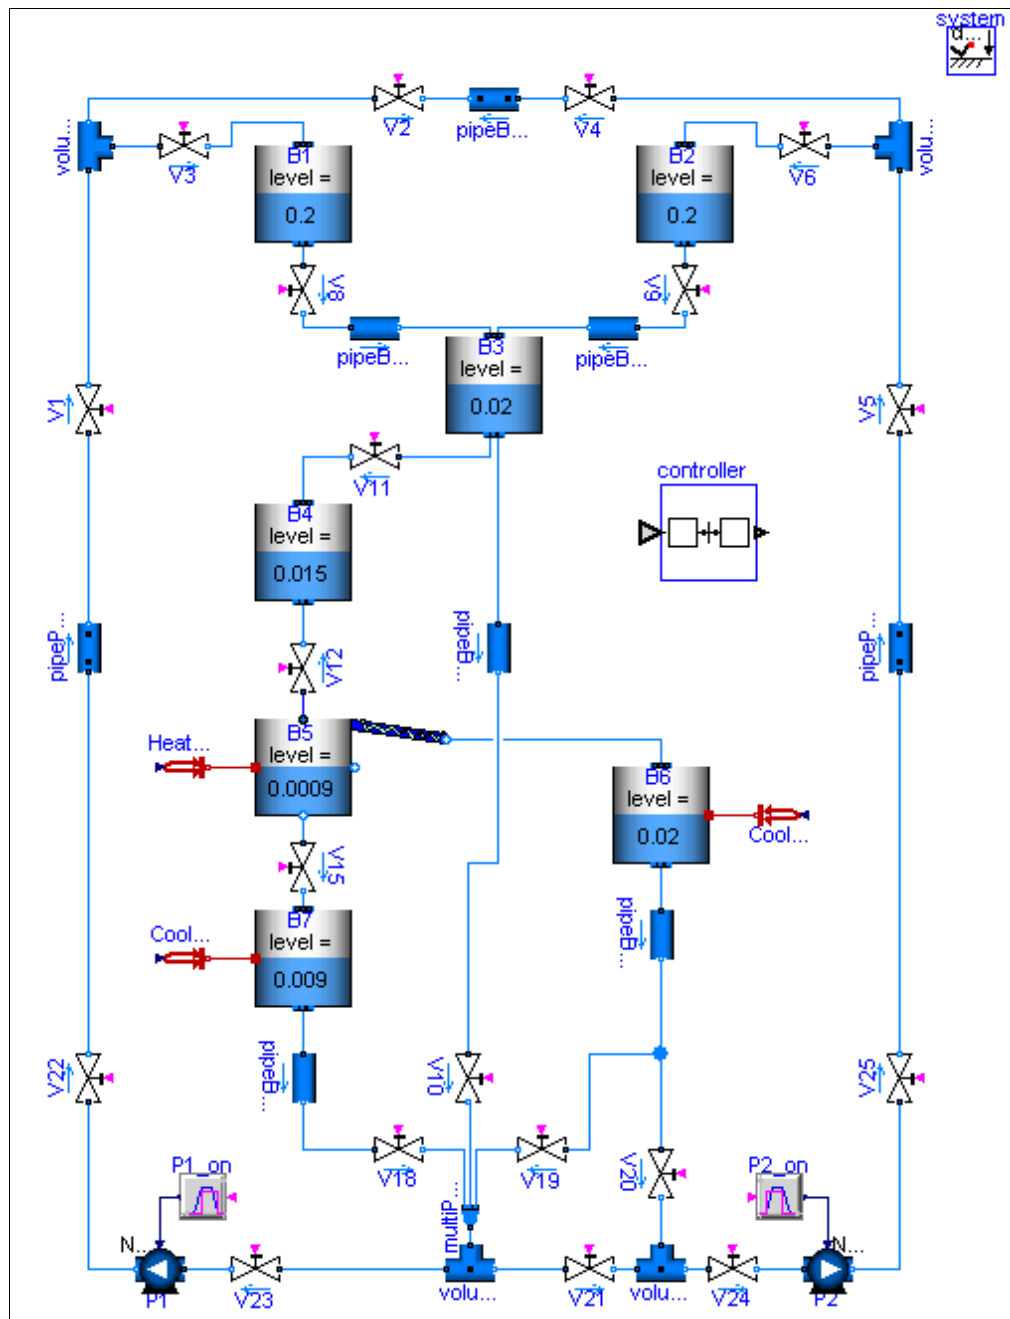 system
d...
V2
pipeB...
V4
volu...
V3
B1
level =
0.2
B2
level =
0.2
V6
volu...
V8
V9
pipeB...
pipeB...
B3
level =
0.02
V1
V5
V11
controller
B4
level =
0.015
pipeP...
pipeB...
pipeP...
V12
Heat...
B5
level =
0.0009
B6
level =
0.02
Cool...
V15
Cool...
B7
level =
0.009
pipeB...
V22
pipeB...
V10
V25
V18
V19
V20
P1_on
P2_on
multiP...
N...
P1
V23
volu...
V21
volu...
V24
N...
P2